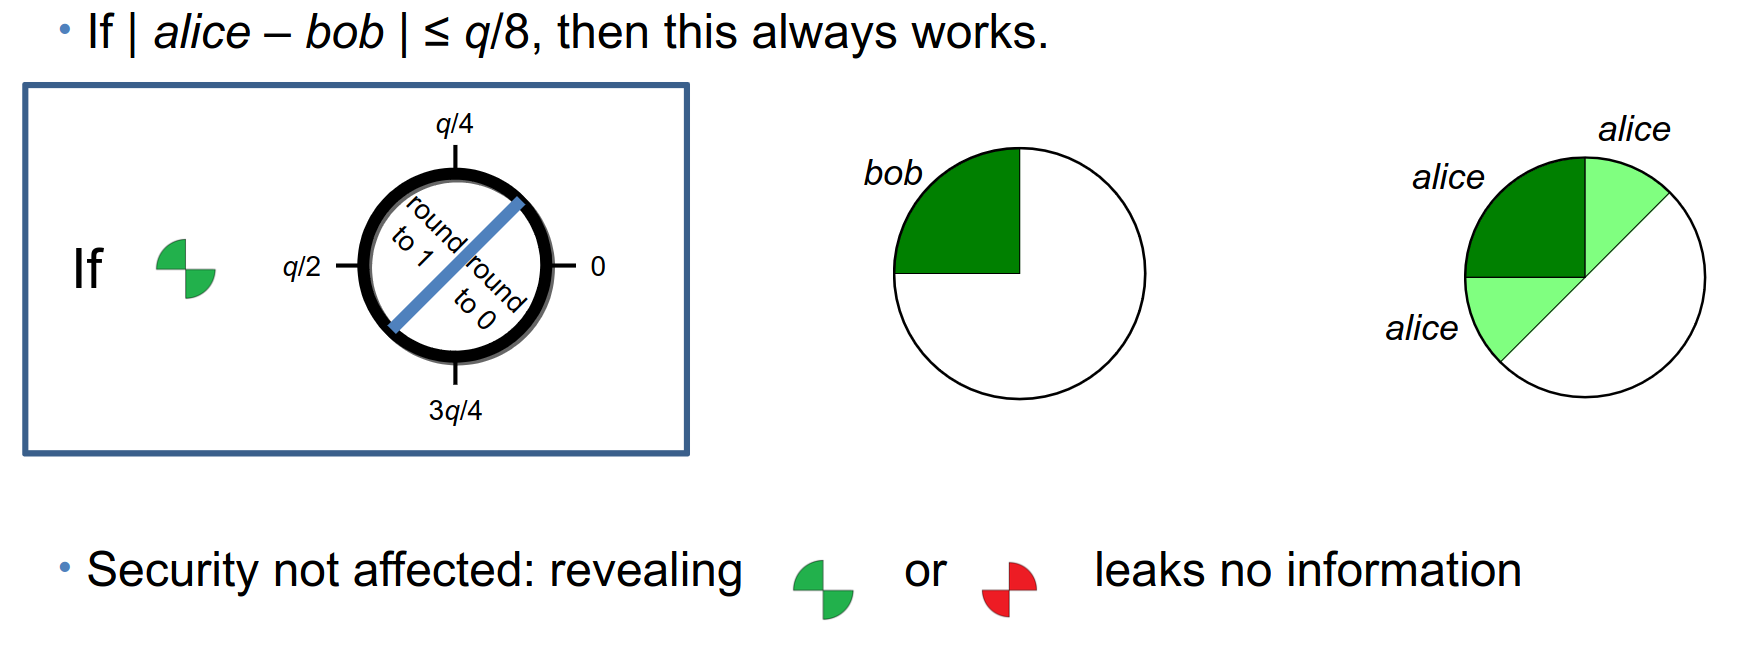 • If | alice – bob | ≤ q/8, then this always works.
q/4
alice
bob
alice
round
to 1
If
q/2
0
round
to 0
alice
3q/4
• Security not affected: revealing or leaks no information